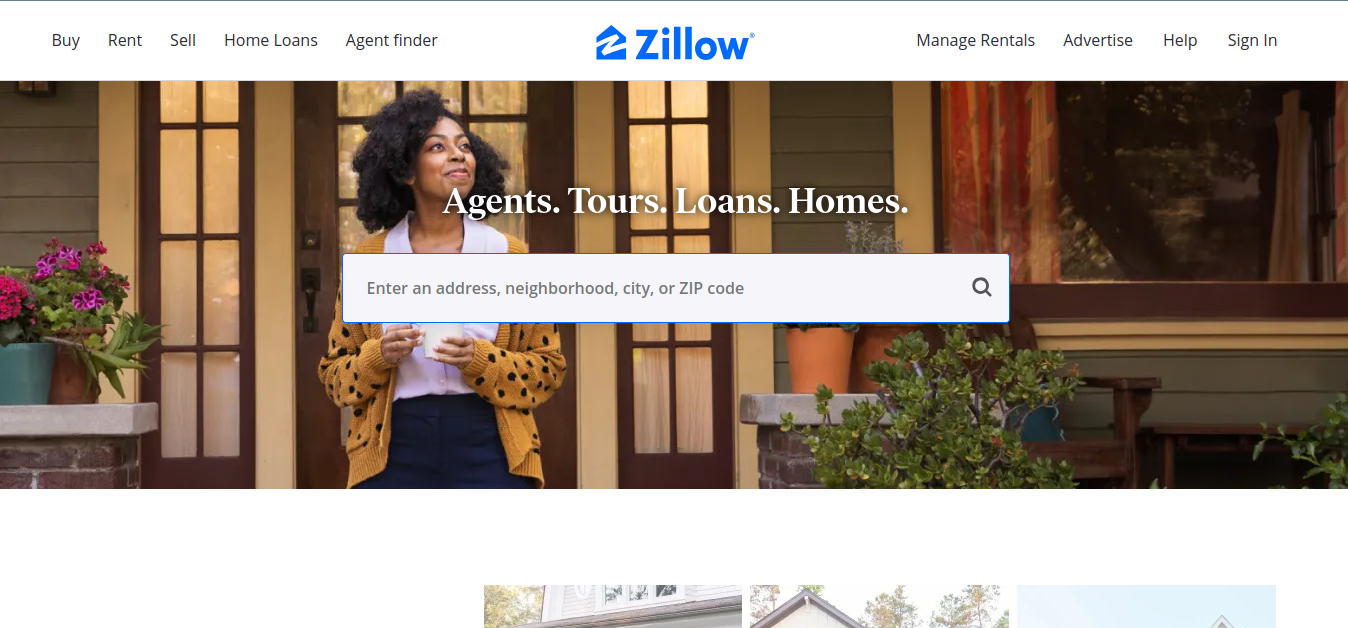 Buy Rent Sell Home Loans Agent finder Zillow® Manage Rentals Advertise Help Sign In
Agents. Tours. Loans. Homes.
Enter an address, neighborhood, city, or ZIP code